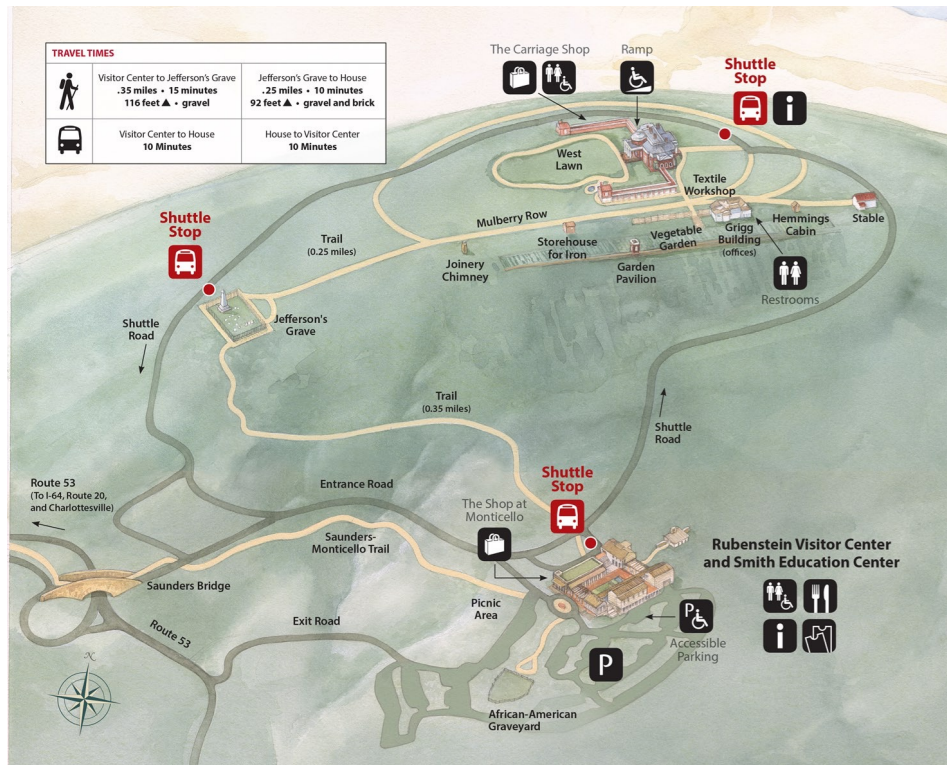 TRAVEL TIMES
Visitor Center to Jefferson's Grave
.35 miles • 15 minutes
116 feet ▲ • gravel
Jefferson's Grave to House
.25 miles • 10 minutes
92 feet ▲ • gravel and brick
Visitor Center to House
10 Minutes
House to Visitor Center
10 Minutes
The Carriage Shop
Ramp
Shuttle
Stop
i
West
Lawn
Textile
Workshop
Mulberry Row
Vegetable
Garden
Grigg
Building
(offices)
Hemmings
Cabin
Stable
Storehouse
for Iron
Garden
Pavilion
Joinery
Chimney
Restrooms
Shuttle
Stop
Trail
(0.25 miles)
Jefferson's
Grave
Shuttle
Road
Trail
(0.35 miles)
Shuttle
Road
Route 53
(To I-64, Route 20,
and Charlottesville)
Entrance Road
Shuttle
Stop
The Shop at
Monticello
Saunders-
Monticello Trail
Saunders Bridge
Picnic
Area
Rubenstein Visitor Center
and Smith Education Center
i
P
Accessible
Parking
Exit Road
Route 53
P
N
African-American
Graveyard